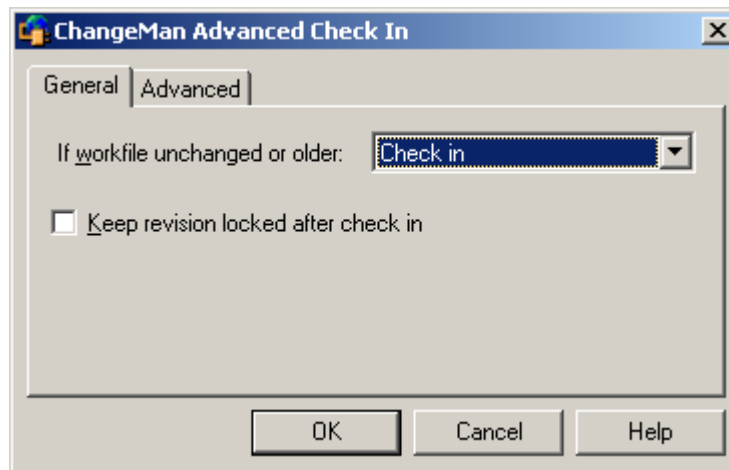 ChangeMan Advanced Check In
General Advanced
If workfile unchanged or older: Check in
Keep revision locked after check in
OK Cancel Help